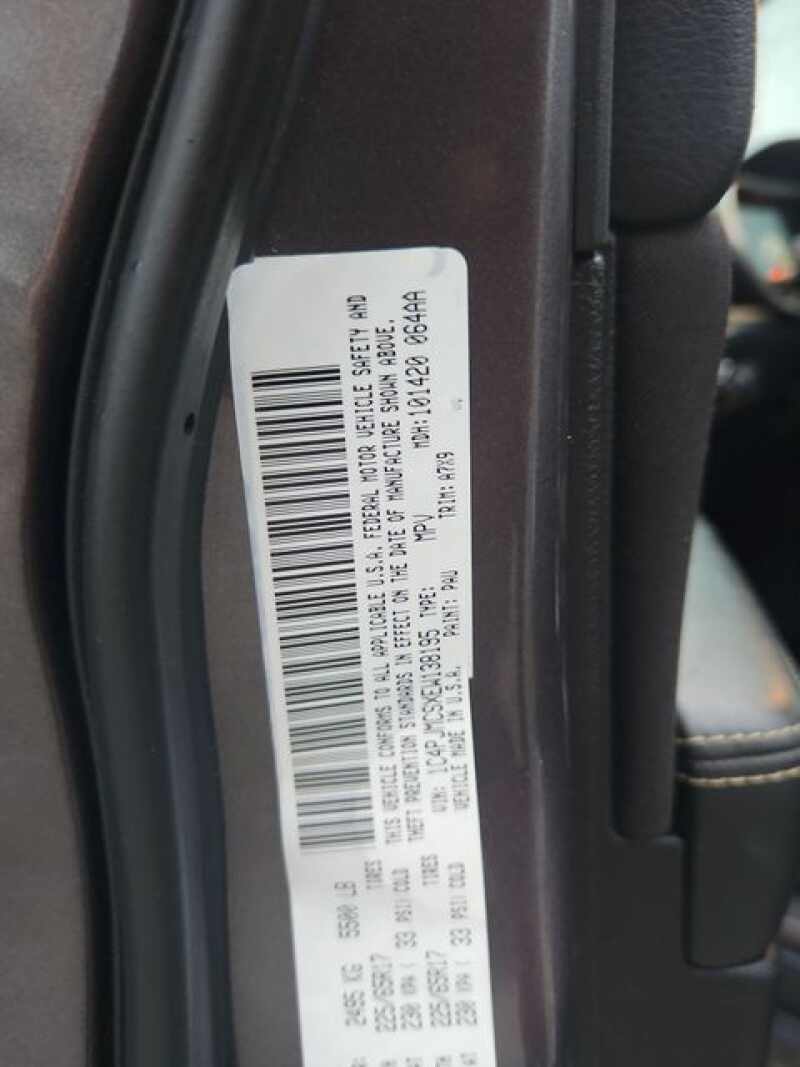 2495 KG 5500 LB
225/65R17 TIRES
230 KPA / 33 PSI COLD
225/65R17 TIRES
230 KPA / 33 PSI COLD
THIS VEHICLE CONFORMS TO ALL APPLICABLE U.S.A. FEDERAL MOTOR VEHICLE SAFETY AND
THEFT PREVENTION STANDARDS IN EFFECT ON THE DATE OF MANUFACTURE SHOWN ABOVE.
VIN: 1C4PJMCSXEW138195 TYPE: MPV MDH:101420 064AA
VEHICLE MADE IN U.S.A. PAINT: PAU TRIM: A7X9